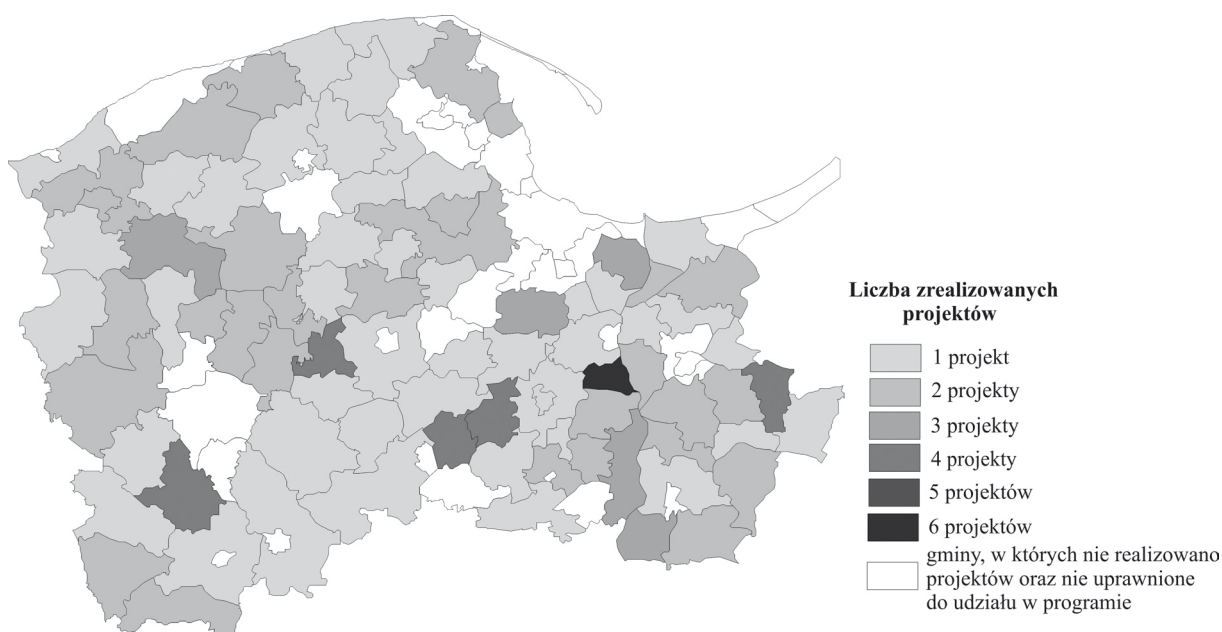 Liczba zrealizowanych
projektów
1 projekt
2 projekty
3 projekty
4 projekty
5 projektów
6 projektów
gminy, w których nie realizowano
projektów oraz nie uprawnione
do udziału w programie